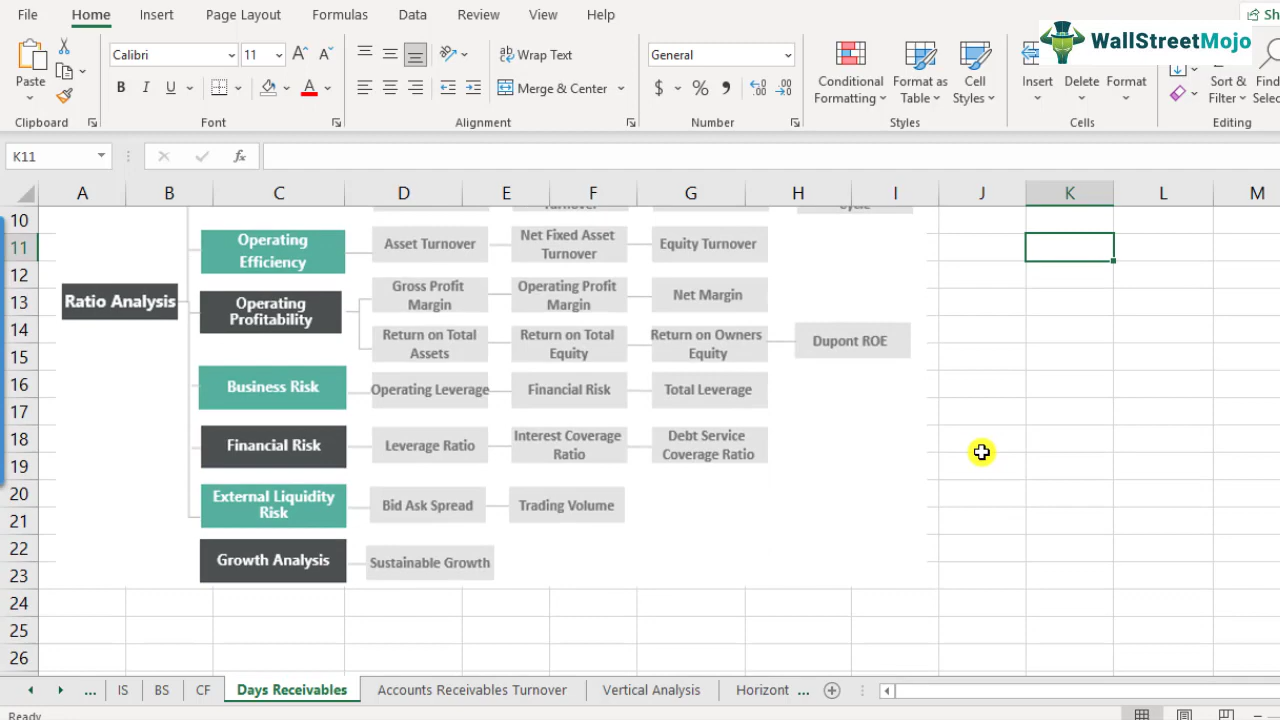 File Home Insert Page Layout Formulas Data Review View Help Sh
WallStreetMojo
Calibri 11 A A Wrap Text General
Paste B I U A Merge & Center $ % Conditional Formatting Format as Table Cell Styles Insert Delete Format Sort & Filter
Clipboard Font Alignment Number Styles Cells Editing
K11 fx
A B C D E F G H I J K L M
10 Turnover Cycle
11 Operating Efficiency Asset Turnover Net Fixed Asset Turnover Equity Turnover
12
13 Ratio Analysis Operating Profitability Gross Profit Margin Operating Profit Margin Net Margin
14 Return on Total Assets Return on Total Equity Return on Owners Equity Dupont ROE
15
16 Business Risk Operating Leverage Financial Risk Total Leverage
17
18 Financial Risk Leverage Ratio Interest Coverage Ratio Debt Service Coverage Ratio
19
20 External Liquidity Risk Bid Ask Spread Trading Volume
21
22 Growth Analysis Sustainable Growth
23
24
25
26
... IS BS CF Days Receivables Accounts Receivables Turnover Vertical Analysis Horizont ...
Ready